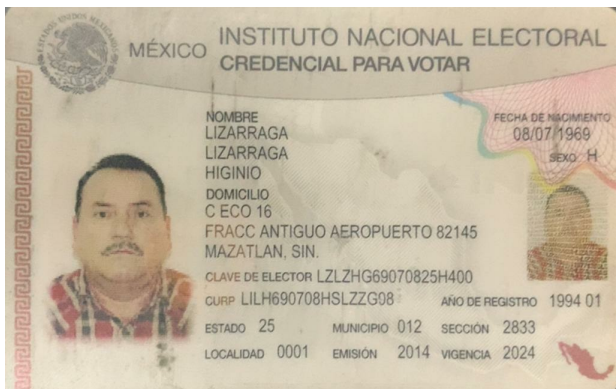 MÉXICO
INSTITUTO NACIONAL ELECTORAL
CREDENCIAL PARA VOTAR
NOMBRE
LIZARRAGA
LIZARRAGA
HIGINIO
FECHA DE NACIMIENTO
08/07/1969
SEXO H
DOMICILIO
C ECO 16
FRACC ANTIGUO AEROPUERTO 82145
MAZATLAN, SIN.
CLAVE DE ELECTOR LZLZHG69070825H400
CURP LILH690708HSLZZG08 AÑO DE REGISTRO 1994 01
ESTADO 25 MUNICIPIO 012 SECCIÓN 2833
LOCALIDAD 0001 EMISIÓN 2014 VIGENCIA 2024